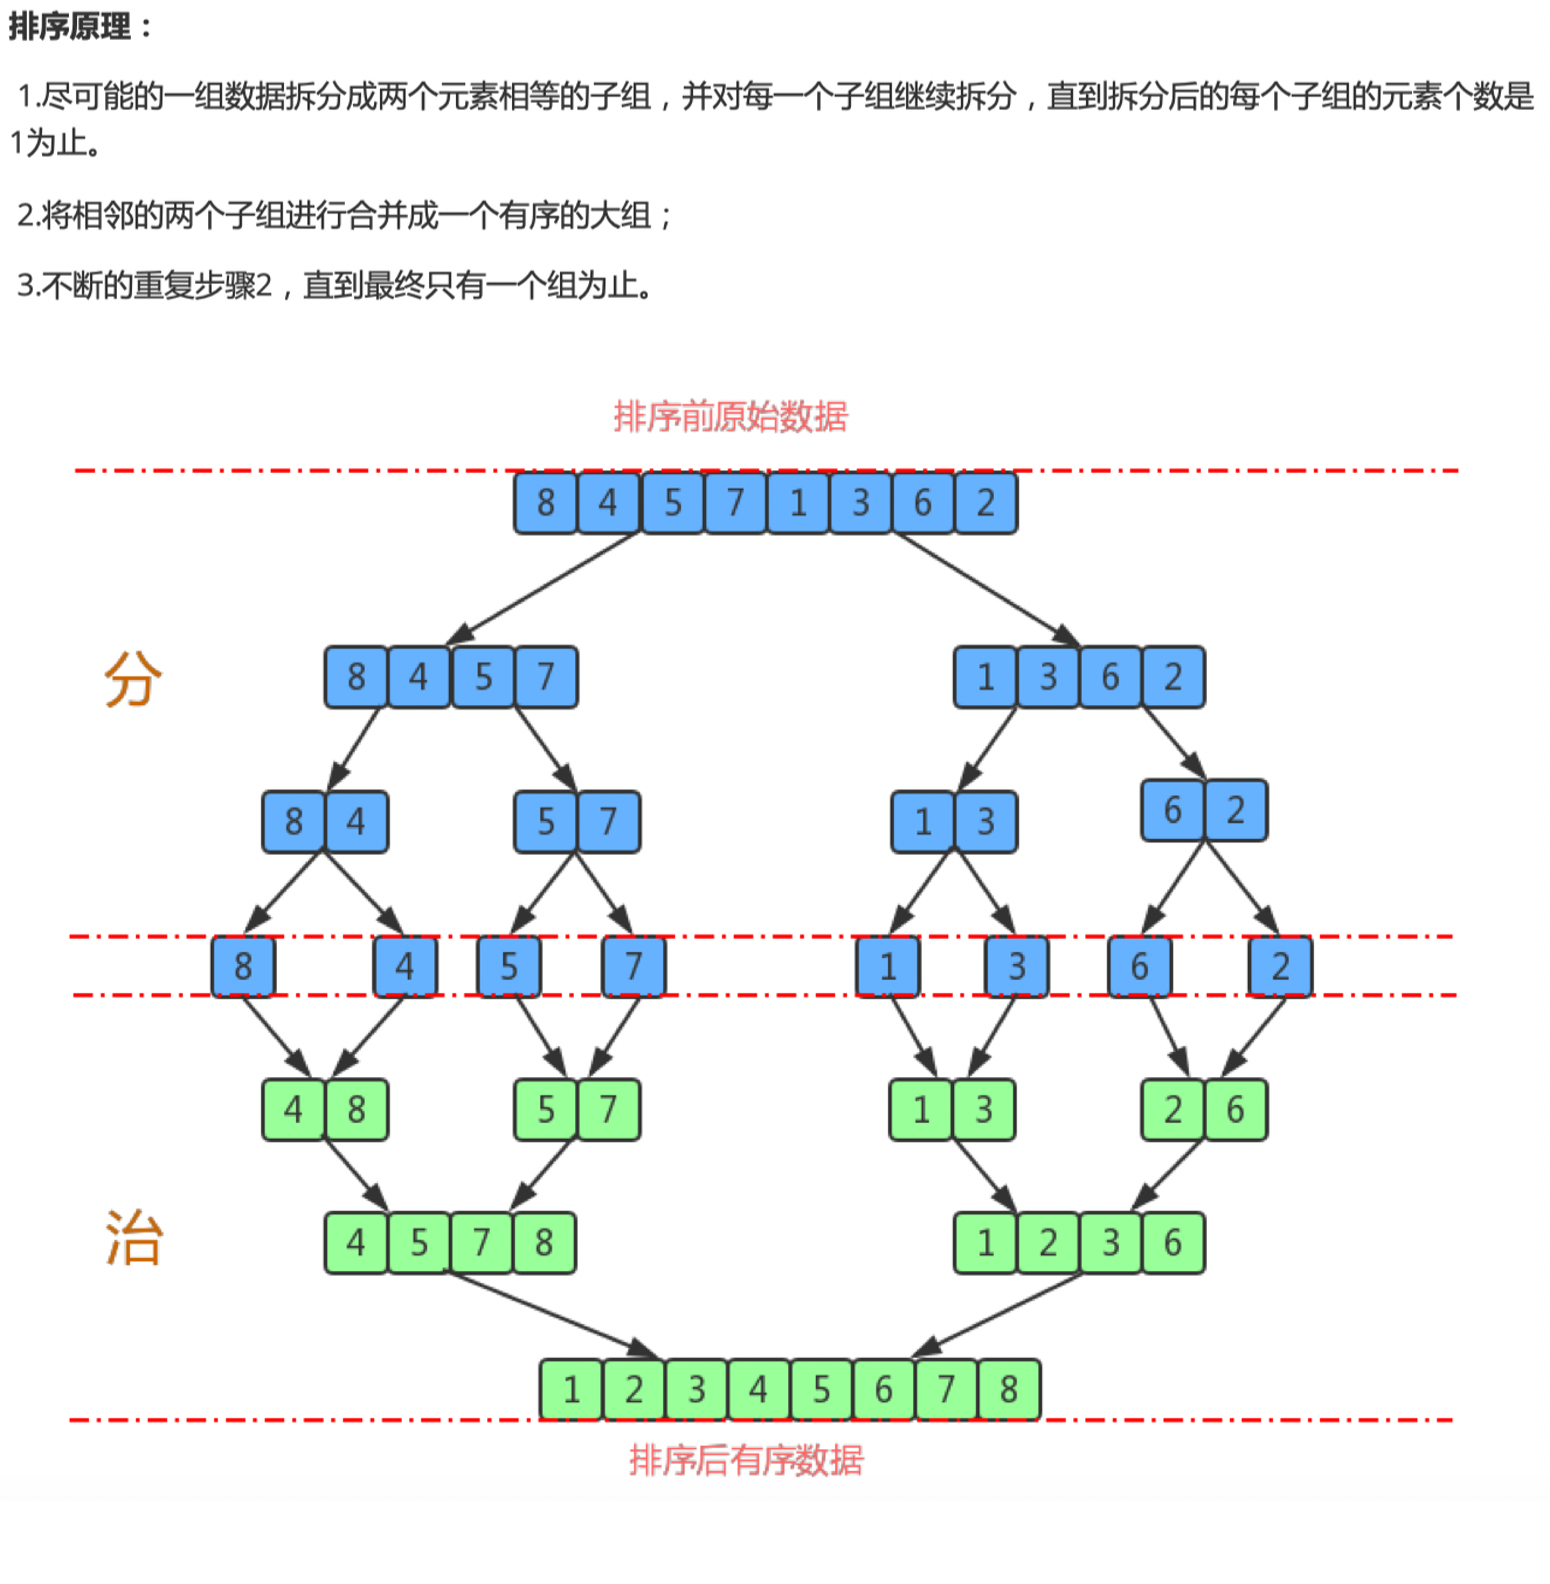 排序原理：
1.尽可能的一组数据拆分成两个元素相等的子组，并对每一个子组继续拆分，直到拆分后的每个子组的元素个数是
1为止。
2.将相邻的两个子组进行合并成一个有序的大组；
3.不断的重复步骤2，直到最终只有一个组为止。
排序前原始数据
8 4 5 7 1 3 6 2
分
8 4 5 7 1 3 6 2
8 4 5 7 1 3 6 2
8 4 5 7 1 3 6 2
4 8 5 7 1 3 2 6
治
4 5 7 8 1 2 3 6
1 2 3 4 5 6 7 8
排序后有序数据